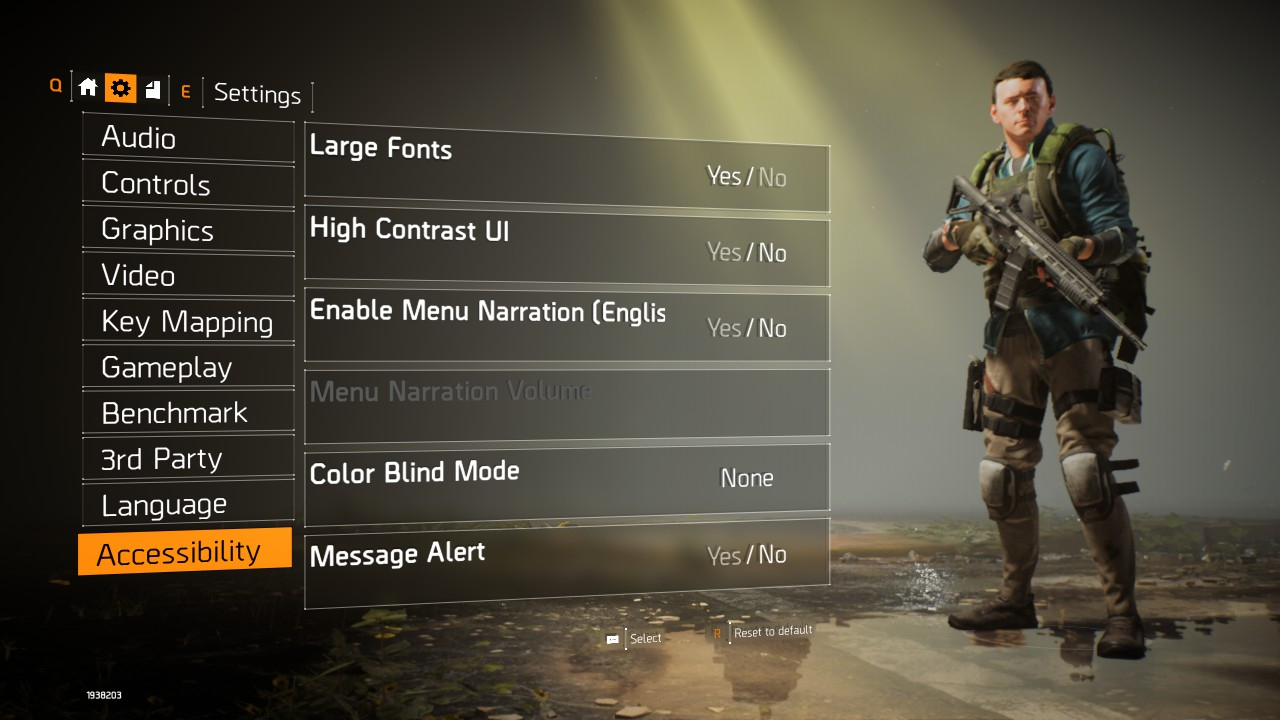 Q E Settings
Audio
Controls
Graphics
Video
Key Mapping
Gameplay
Benchmark
3rd Party
Language
Accessibility
Large Fonts
Yes / No
High Contrast UI
Yes / No
Enable Menu Narration (Englis
Yes / No
Menu Narration Volume
Color Blind Mode
None
Message Alert
Yes / No
Select R Reset to default
1938203